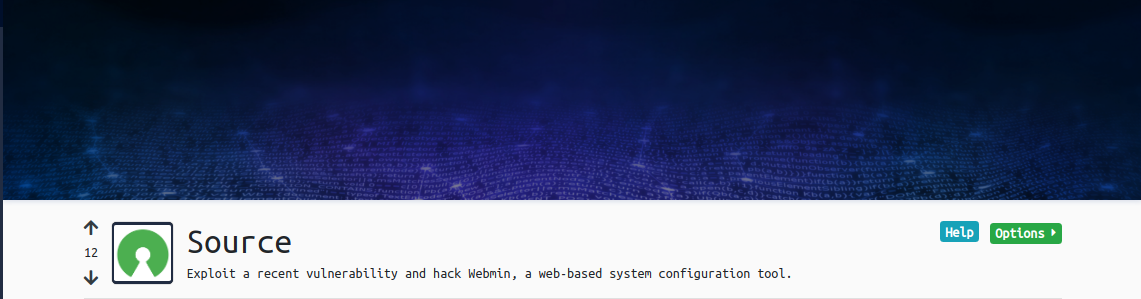 Source
Help
Options
12
Exploit a recent vulnerability and hack Webmin, a web-based system configuration tool.